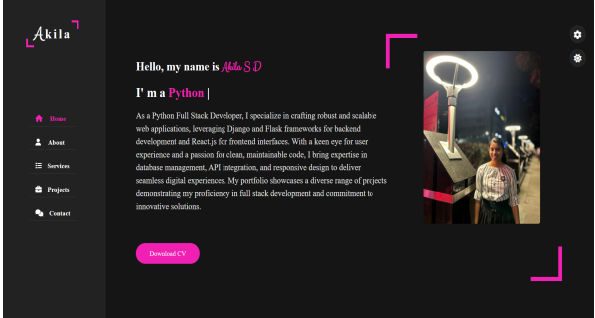 Akila
Home
About
Services
Projects
Contact
Hello, my name is Akila S D
I' m a Python |
As a Python Full Stack Developer, I specialize in crafting robust and scalable
web applications, leveraging Django and Flask frameworks for backend
development and React.js for frontend interfaces. With a keen eye for user
experience and a passion for clean, maintainable code, I bring expertise in
database management, API integration, and responsive design to deliver
seamless digital experiences. My portfolio showcases a diverse range of projects
demonstrating my proficiency in full stack development and commitment to
innovative solutions.
Download CV